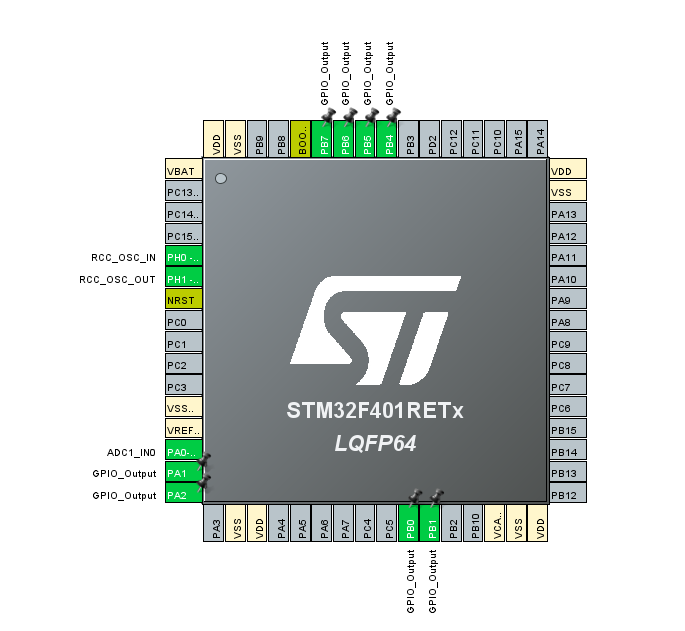 GPIO_Output
GPIO_Output
GPIO_Output
GPIO_Output
VDD
VSS
PB9
PB8
BOO..
PB7
PB6
PB5
PB4
PB3
PD2
PC12
PC11
PC10
PA15
PA14
VBAT
PC13..
PC14..
PC15..
RCC_OSC_IN PH0 -..
RCC_OSC_OUT PH1 -..
NRST
PC0
PC1
PC2
PC3
VSS..
VREF..
ADC1_IN0 PA0-..
GPIO_Output PA1
GPIO_Output PA2
VDD
VSS
PA13
PA12
PA11
PA10
PA9
PA8
PC9
PC8
PC7
PC6
PB15
PB14
PB13
PB12
STM32F401RETx
LQFP64
PA3
VSS
VDD
PA4
PA5
PA6
PA7
PC4
PC5
PB0
PB1
PB2
PB10
VCA..
VSS
VDD
GPIO_Output
GPIO_Output